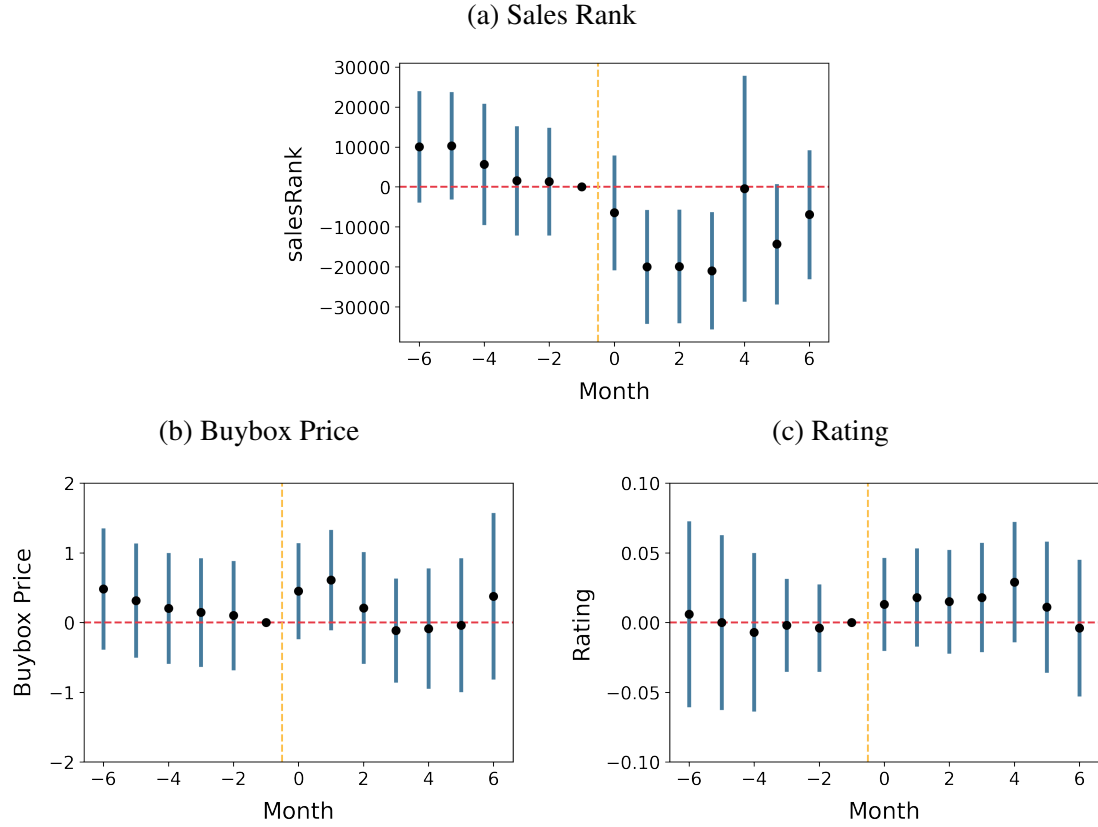 (a) Sales Rank
30000
20000
10000
0
−10000
−20000
−30000
salesRank
−6 −4 −2 0 2 4 6
Month
(b) Buybox Price
2
1
0
−1
−2
Buybox Price
−6 −4 −2 0 2 4 6
Month
(c) Rating
0.10
0.05
0.00
−0.05
−0.10
Rating
−6 −4 −2 0 2 4 6
Month